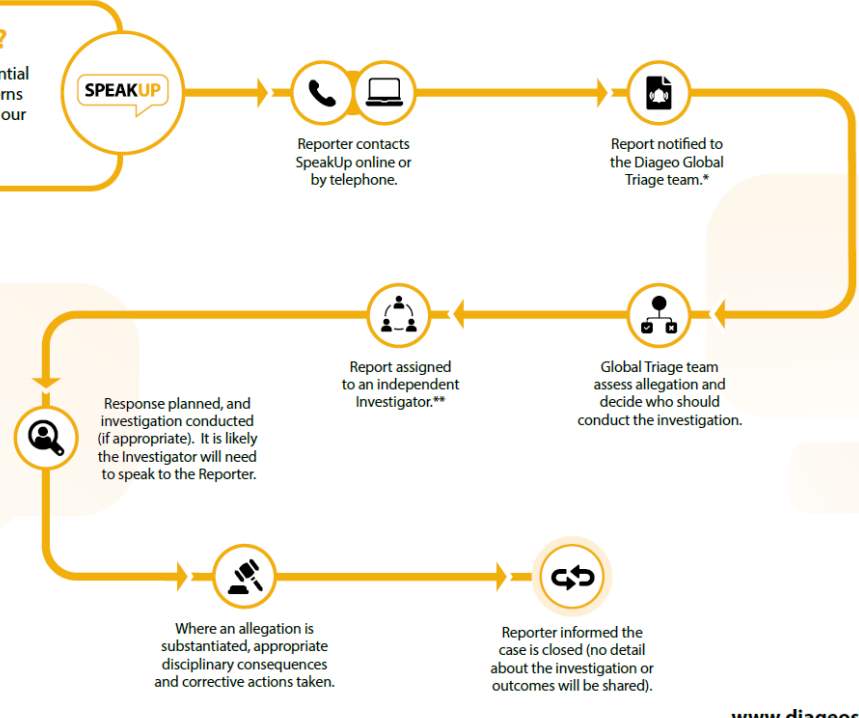 ?
SPEAKUP
our
Reporter contacts
SpeakUp online or
by telephone.
Report notified to
the Diageo Global
Triage team.*
Global Triage team
assess allegation and
decide who should
conduct the investigation.
Report assigned
to an independent
Investigator.**
Response planned, and
investigation conducted
(if appropriate).  It is likely
the Investigator will need
to speak to the Reporter.
Where an allegation is
substantiated, appropriate
disciplinary consequences
and corrective actions taken.
Reporter informed the
case is closed (no detail
about the investigation or
outcomes will be shared).